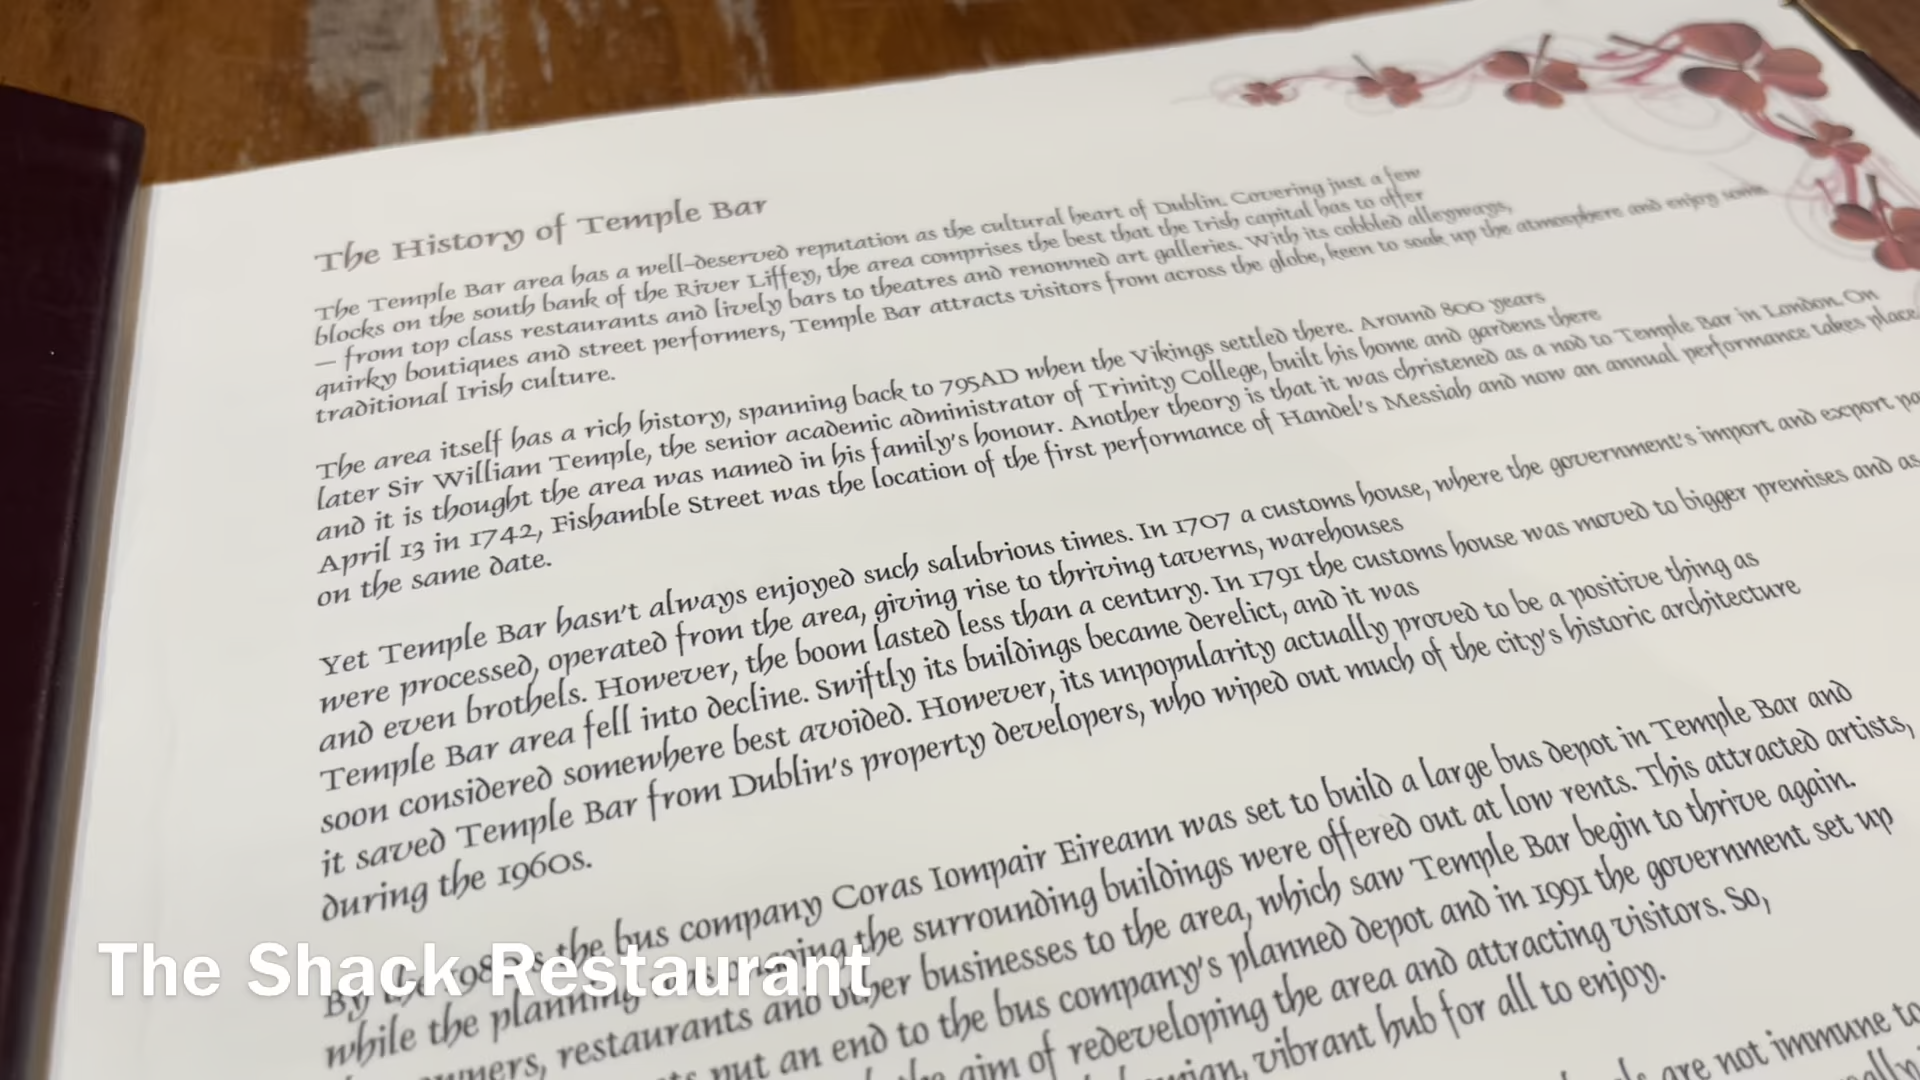 The History of Temple Bar
The Temple Bar area has a well-deserved reputation as the cultural heart of Dublin. Covering just a few
blocks on the south bank of the River Liffey, the area comprises the best that the Irish capital has to offer
— from top class restaurants and lively bars to theatres and renowned art galleries. With its cobbled alleyways,
quirky boutiques and street performers, Temple Bar attracts visitors from across the globe, keen to soak up the atmosphere and enjoy some
traditional Irish culture.
The area itself has a rich history, spanning back to 795AD when the Vikings settled there. Around 800 years
later Sir William Temple, the senior academic administrator of Trinity College, built his home and gardens there
and it is thought the area was named in his family's honour. Another theory is that it was christened as a nod to Temple Bar in London. On
April 13 in 1742, Fishamble Street was the location of the first performance of Handel's Messiah and now an annual performance takes place
on the same date.
Yet Temple Bar hasn't always enjoyed such salubrious times. In 1707 a customs house, where the government's import and export
were processed, operated from the area, giving rise to thriving taverns, warehouses
and even brothels. However, the boom lasted less than a century. In 1791 the customs house was moved to bigger premises and as
Temple Bar area fell into decline. Swiftly its buildings became derelict, and it was
soon considered somewhere best avoided. However, its unpopularity actually proved to be a positive thing as
it saved Temple Bar from Dublin's property developers, who wiped out much of the city's historic architecture
during the 1960s.
By the the bus company Coras Iompair Eireann was set to build a large bus depot in Temple Bar and
while the planning the surrounding buildings were offered out at low rents. This attracted artists,
restaurants and other businesses to the area, which saw Temple Bar begin to thrive again.
put an end to the bus company's planned depot and in 1991 the government set up
the aim of redeveloping the area and attracting visitors. So,
vibrant hub for all to enjoy.
are not immune to
The Shack Restaurant